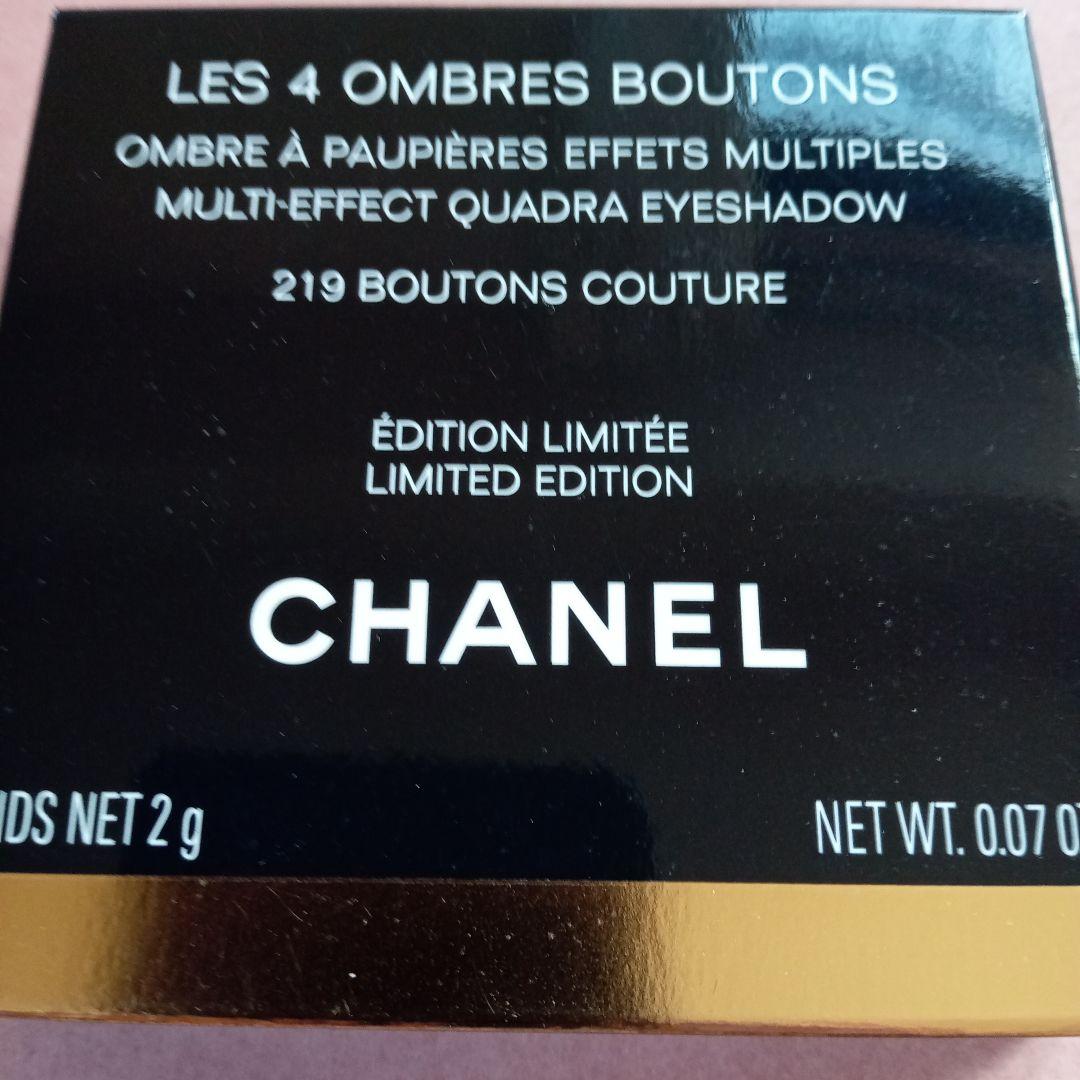 LES 4 OMBRES BOUTONS
OMBRE À PAUPIÈRES EFFETS MULTIPLES
MULTI-EFFECT QUADRA EYESHADOW
219 BOUTONS COUTURE
ÉDITION LIMITÉE
LIMITED EDITION
CHANEL
NET 2 g
NET WT. 0.07